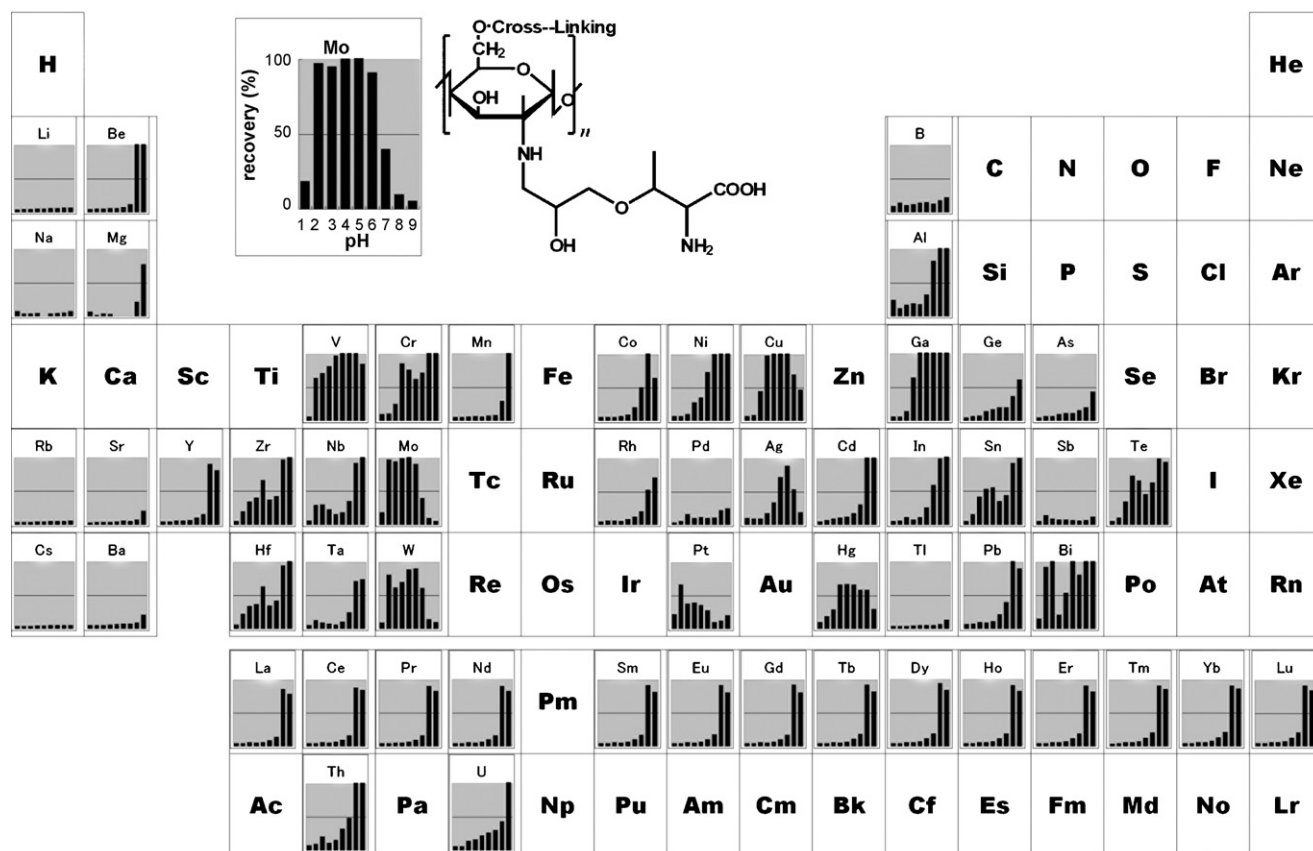 O·Cross--Linking
H Mo CH₂ He
100
O
recovery (%)
OH O
50 n
NH
COOH
O
0
1 2 3 4 5 6 7 8 9
pH
OH NH₂
Li Be B C N O F Ne
Na Mg Al Si P S Cl Ar
K Ca Sc Ti V Cr Mn Fe Co Ni Cu Zn Ga Ge As Se Br Kr
Rb Sr Y Zr Nb Mo Tc Ru Rh Pd Ag Cd In Sn Sb Te I Xe
Cs Ba Hf Ta W Re Os Ir Pt Au Hg Tl Pb Bi Po At Rn
La Ce Pr Nd Pm Sm Eu Gd Tb Dy Ho Er Tm Yb Lu
Ac Th Pa U Np Pu Am Cm Bk Cf Es Fm Md No Lr